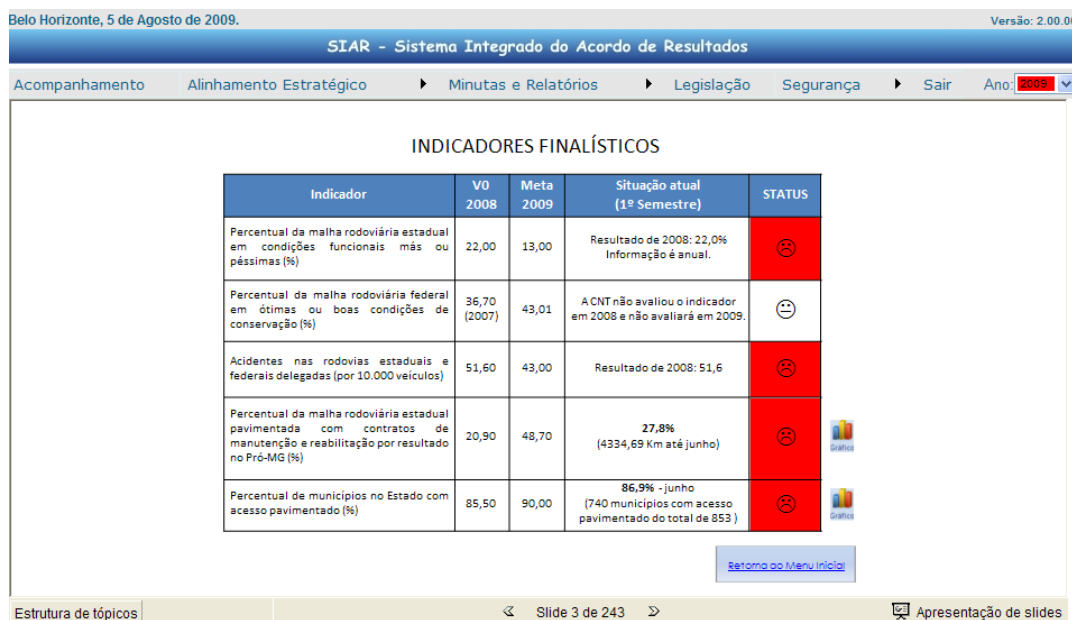 Belo Horizonte, 5 de Agosto de 2009.
Versão: 2.00.00
SIAR - Sistema Integrado do Acordo de Resultados
Acompanhamento Alinhamento Estratégico Minutas e Relatórios Legislação Segurança Sair Ano: 2009
INDICADORES FINALÍSTICOS
Indicador
V0
2008
Meta
2009
Situação atual
(1º Semestre)
STATUS
Percentual da malha rodoviária estadual
em condições funcionais más ou
péssimas (%)
22,00
13,00
Resultado de 2008: 22,0%
Informação é anual.
Percentual da malha rodoviária federal
em ótimas ou boas condições de
conservação (%)
36,70
(2007)
43,01
A CNT não avaliou o indicador
em 2008 e não avaliará em 2009.
Acidentes nas rodovias estaduais e
federais delegadas (por 10.000 veículos)
51,60
43,00
Resultado de 2008: 51,6
Percentual da malha rodoviária estadual
pavimentada com contratos de
manutenção e reabilitação por resultado
no Pró-MG (%)
20,90
48,70
27,8%
(4334,69 Km até junho)
Gráfico
Percentual de municípios no Estado com
acesso pavimentado (%)
85,50
90,00
86,9% - junho
(740 municípios com acesso
pavimentado do total de 853 )
Gráfico
Retorna ao Menu Inicial
Estrutura de tópicos
Slide 3 de 243
Apresentação de slides